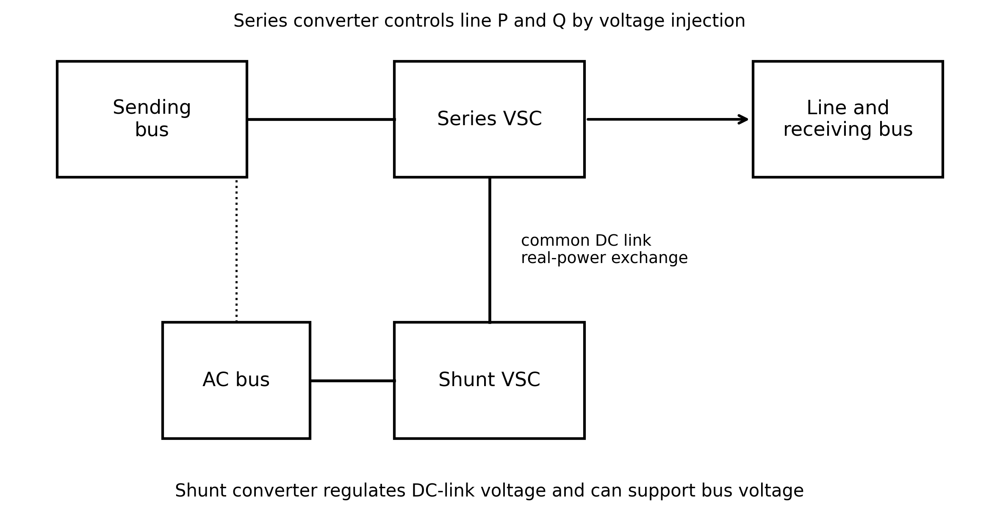 Series converter controls line P and Q by voltage injection
Sending
bus
Series VSC
Line and
receiving bus
common DC link
real-power exchange
AC bus
Shunt VSC
Shunt converter regulates DC-link voltage and can support bus voltage